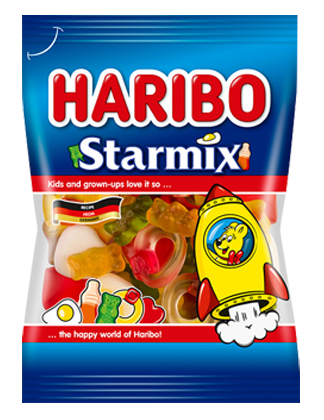 HARIBO
Starmix
Kids and grown-ups love it so ...
RECIPE
FROM
GERMANY
... the happy world of Haribo!